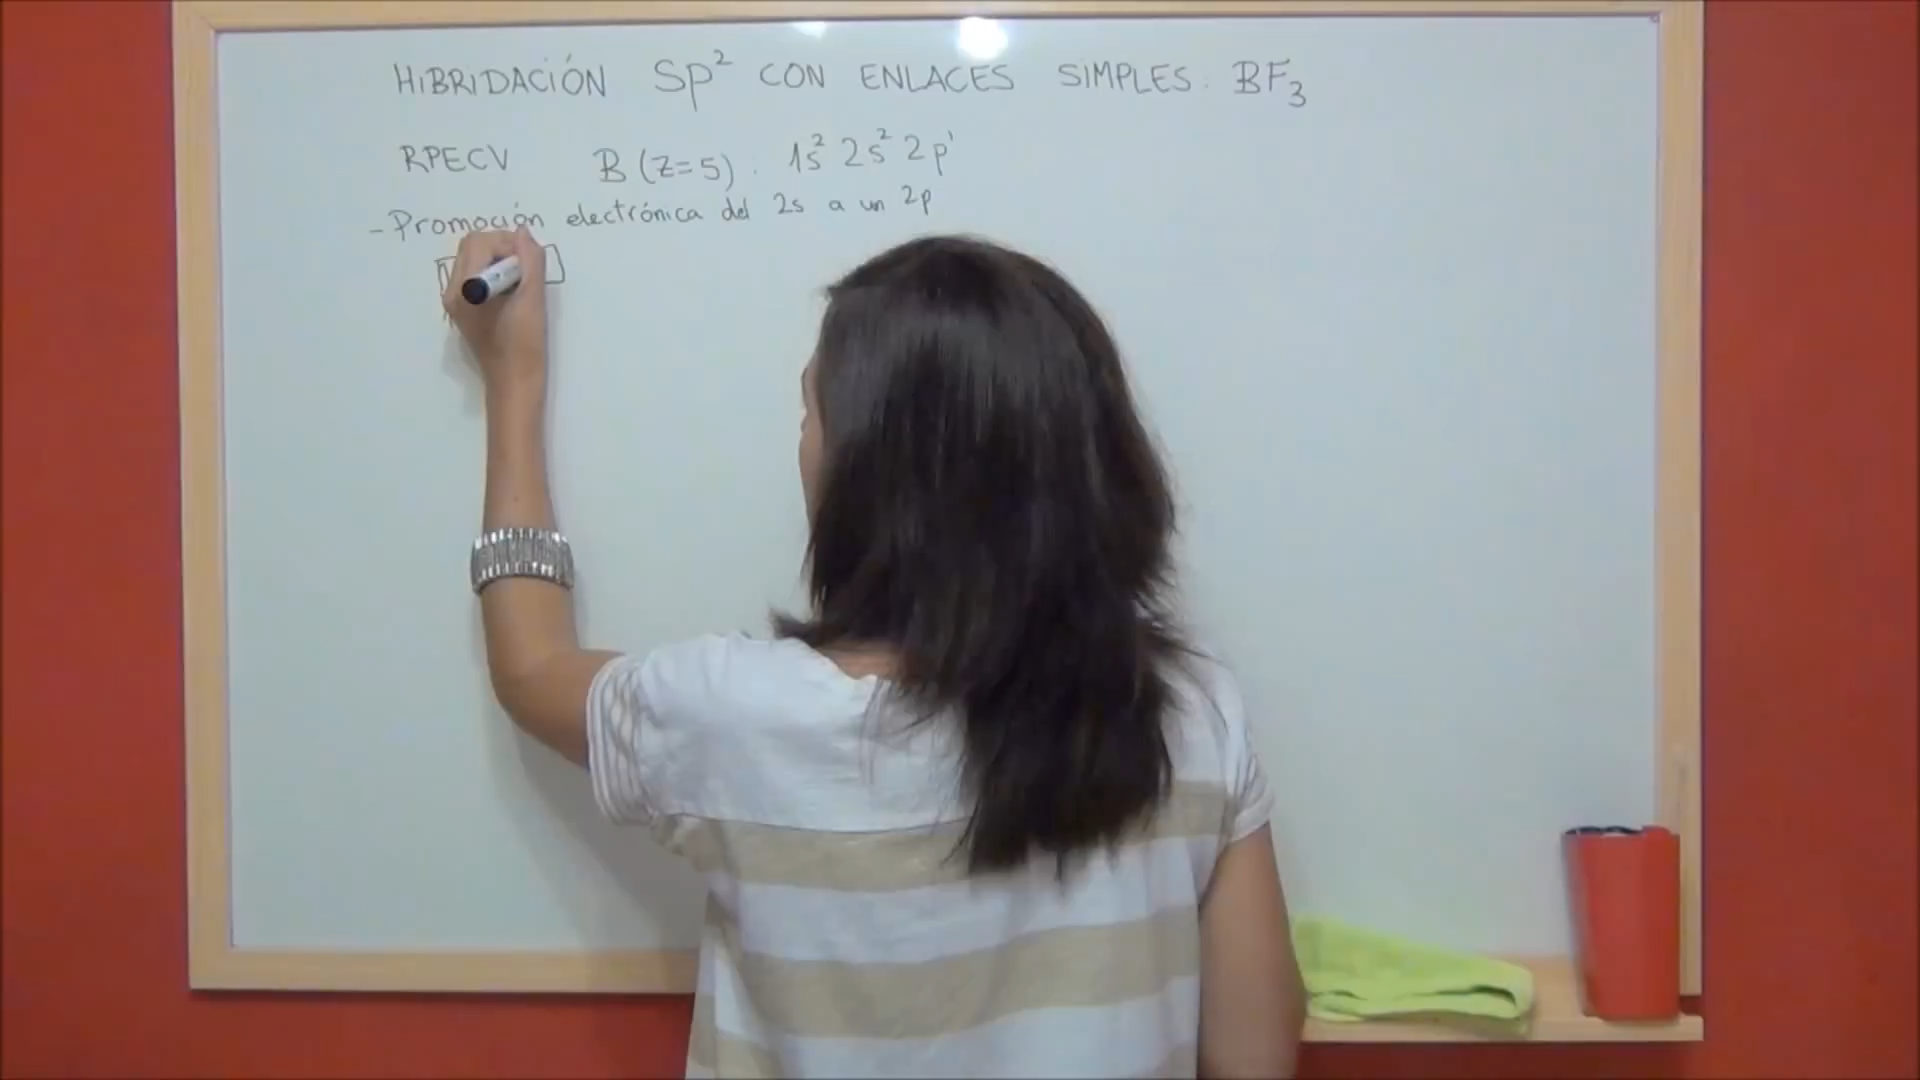 HIBRIDACIÓN Sp² CON ENLACES SIMPLES: BF₃
RPECV B (Z=5): 1s² 2s² 2p¹
- Promoción electrónica del 2s a un 2p